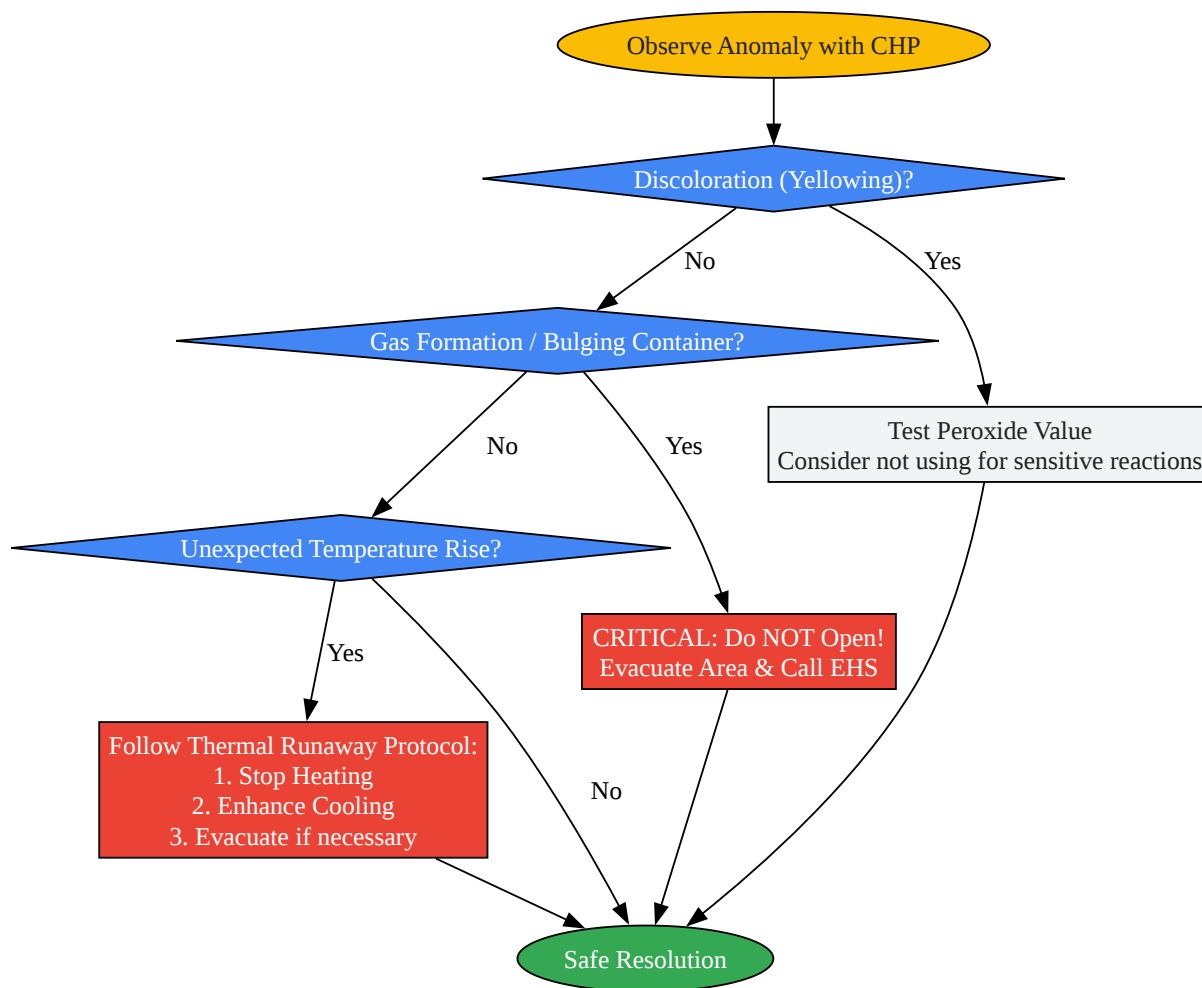 Observe Anomaly with CHP
Discoloration (Yellowing)?
No
Yes
Gas Formation / Bulging Container?
Test Peroxide Value
Consider not using for sensitive reactions
No
Yes
Unexpected Temperature Rise?
CRITICAL: Do NOT Open!
Evacuate Area & Call EHS
Yes
Follow Thermal Runaway Protocol:
1. Stop Heating
2. Enhance Cooling
3. Evacuate if necessary
No
Safe Resolution